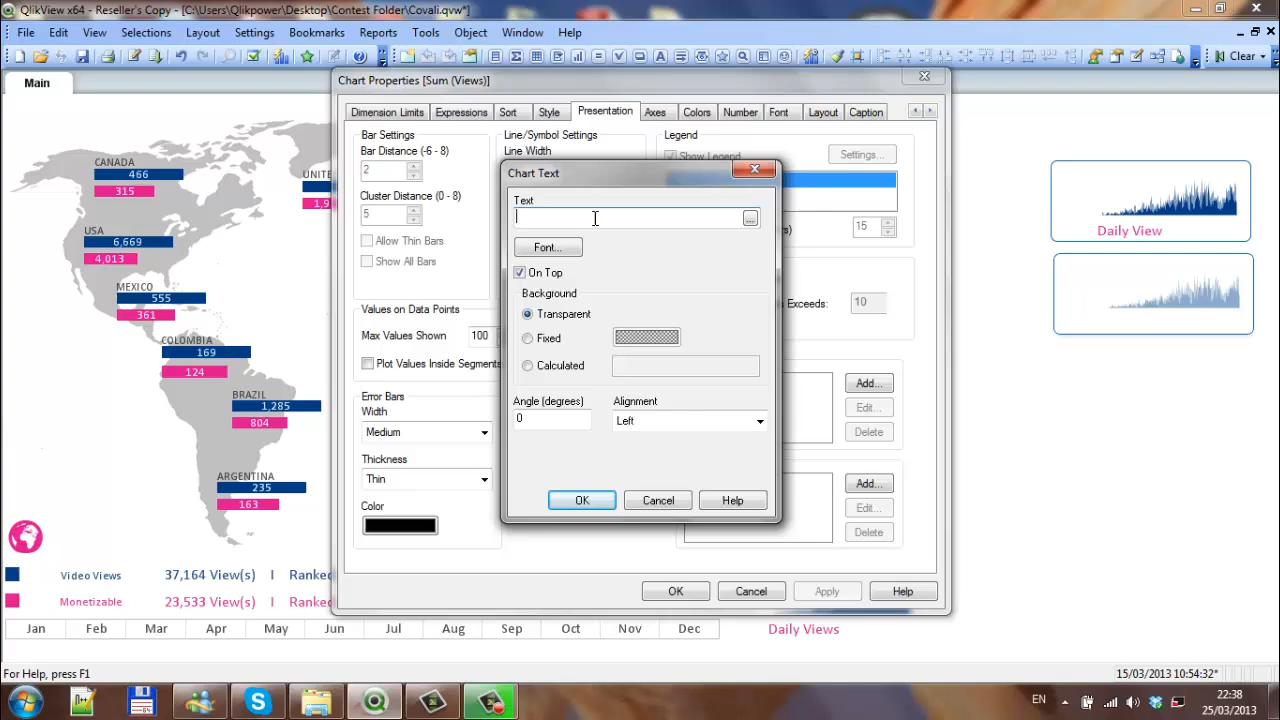 QlikView x64 - Reseller's Copy - [C:\Users\Qlikpower\Desktop\Contest Folder\Covali.qvw*]
File Edit View Selections Layout Settings Bookmarks Reports Tools Object Window Help
Clear
Main
Chart Properties [Sum (Views)]
Dimension Limits Expressions Sort Style Presentation Axes Colors Number Font Layout Caption
Bar Settings
Bar Distance (-6 - 8)
2
Cluster Distance (0 - 8)
5
Allow Thin Bars
Show All Bars
Values on Data Points
Max Values Shown 100
Plot Values Inside Segments
Error Bars
Width
Medium
Thickness
Thin
Color
Line/Symbol Settings
Line Width
Legend
Show Legend
Settings...
15
Exceeds: 10
Add...
Edit...
Delete
Add...
Edit...
Delete
OK Cancel Apply Help
Chart Text
Text
...
Font...
On Top
Background
Transparent
Fixed
Calculated
Angle (degrees) Alignment
0 Left
OK Cancel Help
CANADA
466
315
USA
6,669
4,013
MEXICO
555
361
COLOMBIA
169
124
BRAZIL
1,285
804
ARGENTINA
235
163
UNITE
1,9
Daily View
Video Views 37,164 View(s) I Ranked
Monetizable 23,533 View(s) I Ranked
Jan Feb Mar Apr May Jun Jul Aug Sep Oct Nov Dec
Daily Views
For Help, press F1
15/03/2013 10:54:32*
EN
22:38
25/03/2013